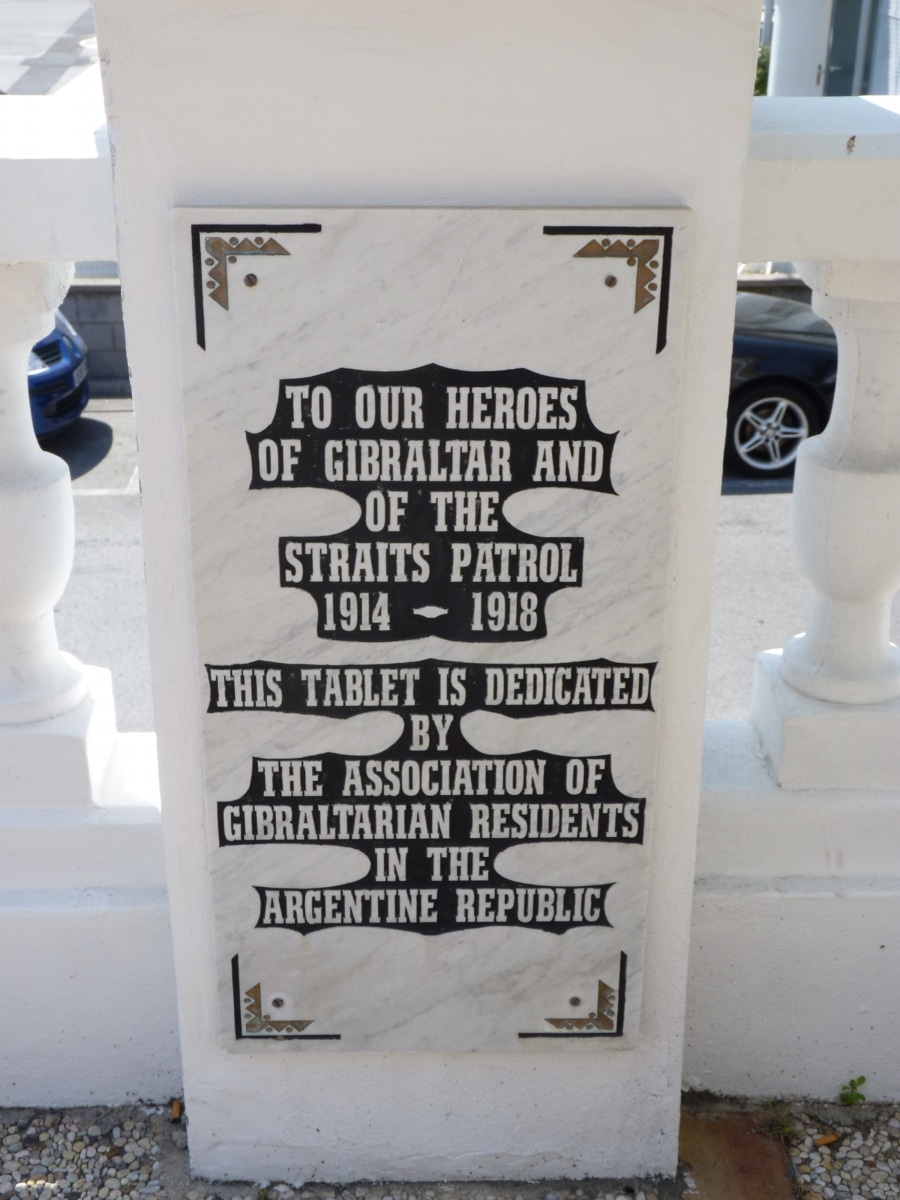 TO OUR HEROES
OF GIBRALTAR AND
OF THE
STRAITS PATROL
1914 - 1918
THIS TABLET IS DEDICATED
BY
THE ASSOCIATION OF
GIBRALTARIAN RESIDENTS
IN THE
ARGENTINE REPUBLIC